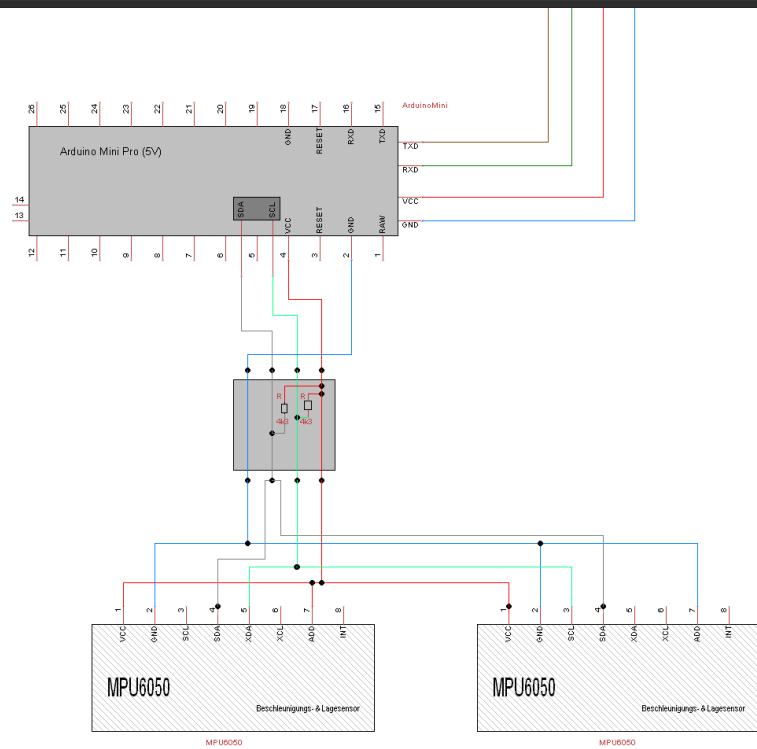 26 25 24 23 22 21 20 19 18 17 16 15
ArduinoMini
GND RESET RXD TXD
Arduino Mini Pro (5V)
TXD
RXD
VCC
GND
14
13
SDA SCL
VCC RESET GND RAW
12 11 10 9 8 7 6 5 4 3 2 1
R R
4k3 4k3
1 2 3 4 5 6 7 8
VCC GND SCL SDA XDA XCL ADD INT
MPU6050
Beschleunigungs- & Lagesensor
MPU6050
1 2 3 4 5 6 7 8
VCC GND SCL SDA XDA XCL ADD INT
MPU6050
Beschleunigungs- & Lagesensor
MPU6050